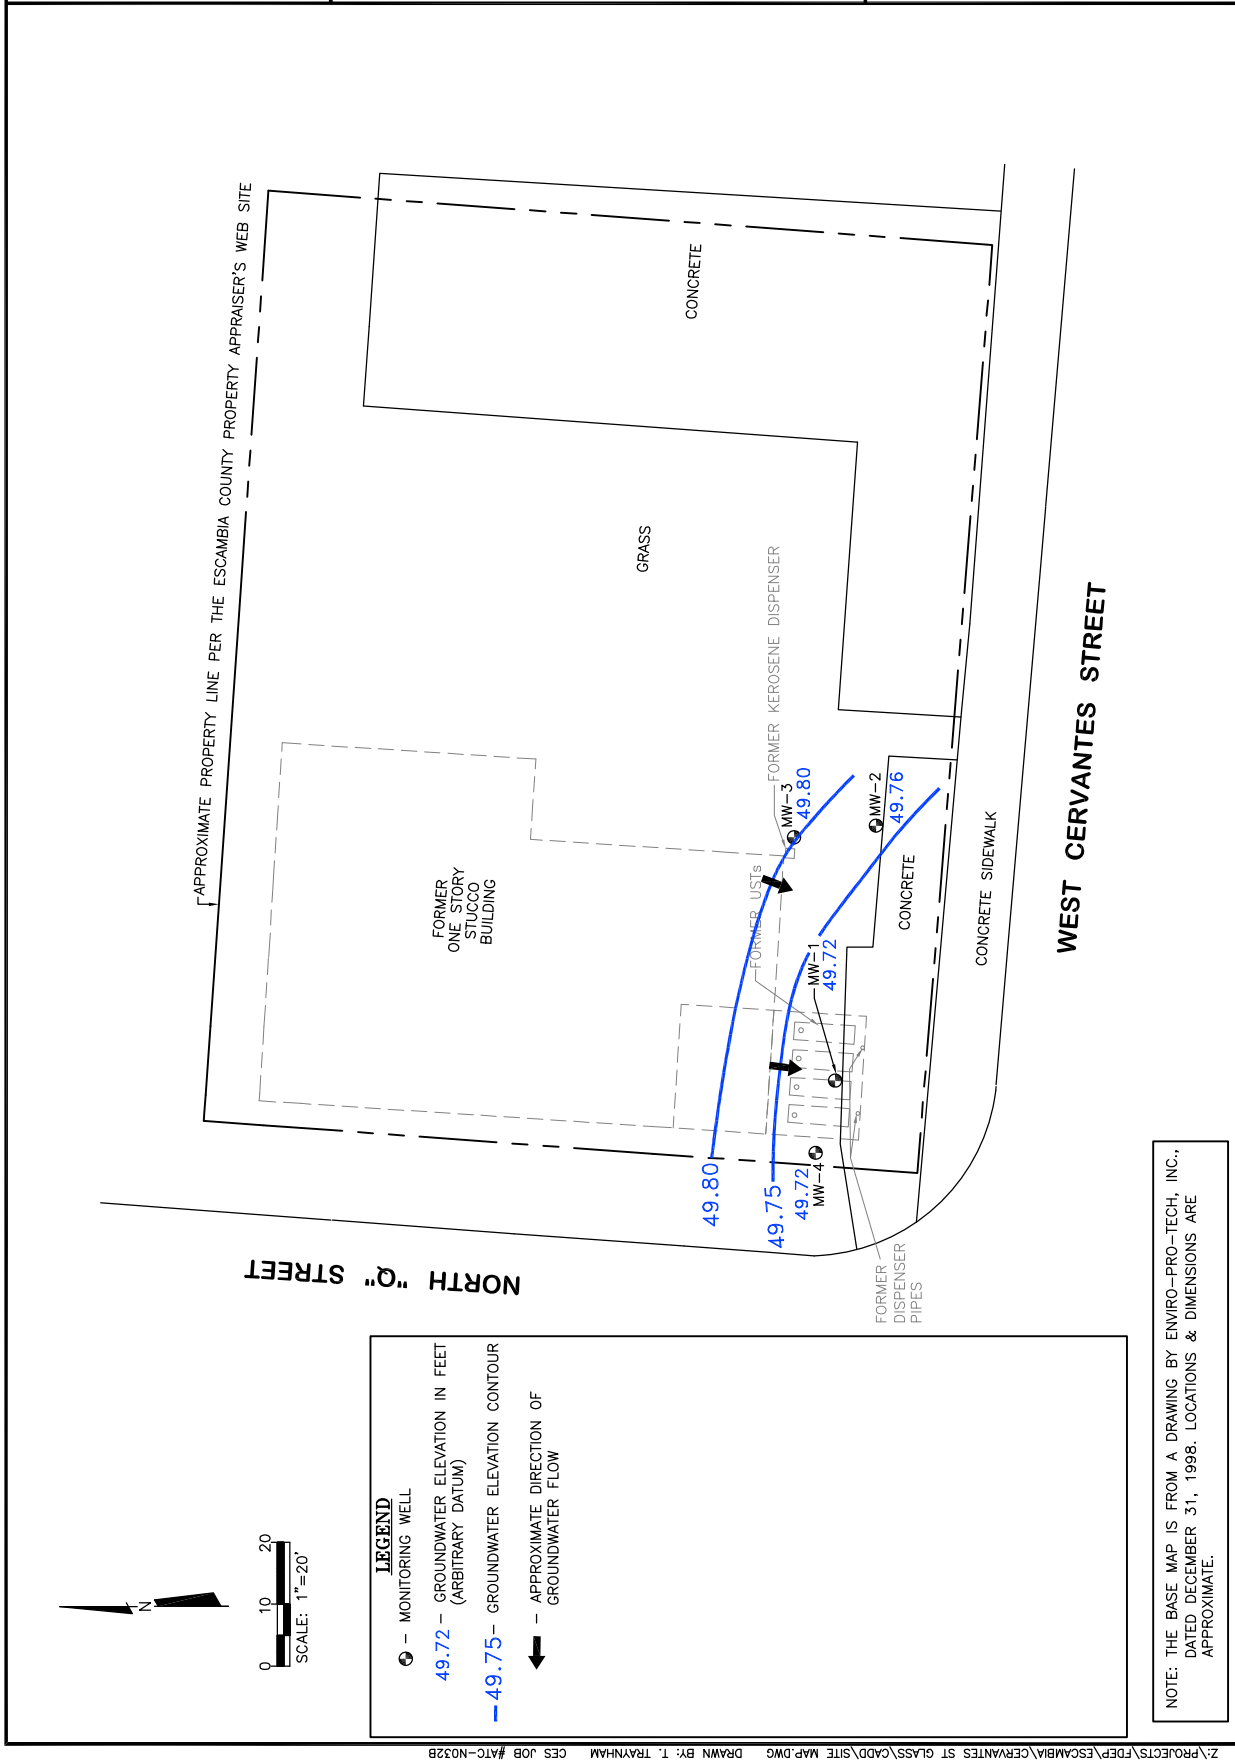 APPROXIMATE PROPERTY LINE PER THE ESCAMBIA COUNTY PROPERTY APPRAISER'S WEB SITE
CONCRETE
GRASS
FORMER
ONE STORY
STUCCO
BUILDING
FORMER KEROSENE DISPENSER
MW-3
49.80
MW-2
49.76
FORMER USTs
MW-1
49.72
CONCRETE
CONCRETE SIDEWALK
WEST CERVANTES STREET
49.80
49.75
49.72
MW-4
FORMER
DISPENSER
PIPES
NORTH "Q" STREET
N
0 10 20
SCALE: 1"=20'
LEGEND
- MONITORING WELL
49.72 - GROUNDWATER ELEVATION IN FEET
(ARBITRARY DATUM)
49.75 - GROUNDWATER ELEVATION CONTOUR
- APPROXIMATE DIRECTION OF
GROUNDWATER FLOW
NOTE: THE BASE MAP IS FROM A DRAWING BY ENVIRO-PRO-TECH, INC.,
DATED DECEMBER 31, 1998. LOCATIONS & DIMENSIONS ARE
APPROXIMATE.
Z:\PROJECTS\FDEP\ESCAMBIA\CERVANTES ST GLASS\CADD\SITE MAP.DWG DRAWN BY: T. TRAYNHAM CES JOB #ATC-N032B